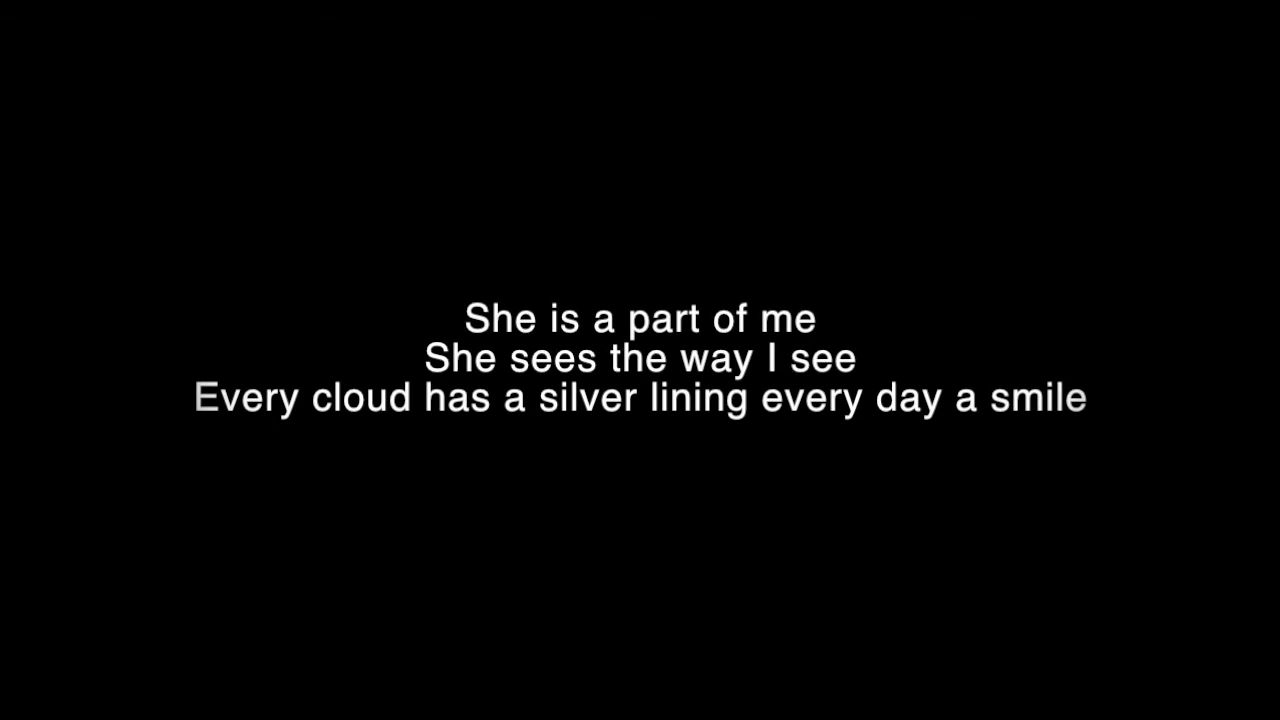 She is a part of me
She sees the way I see
Every cloud has a silver lining every day a smile